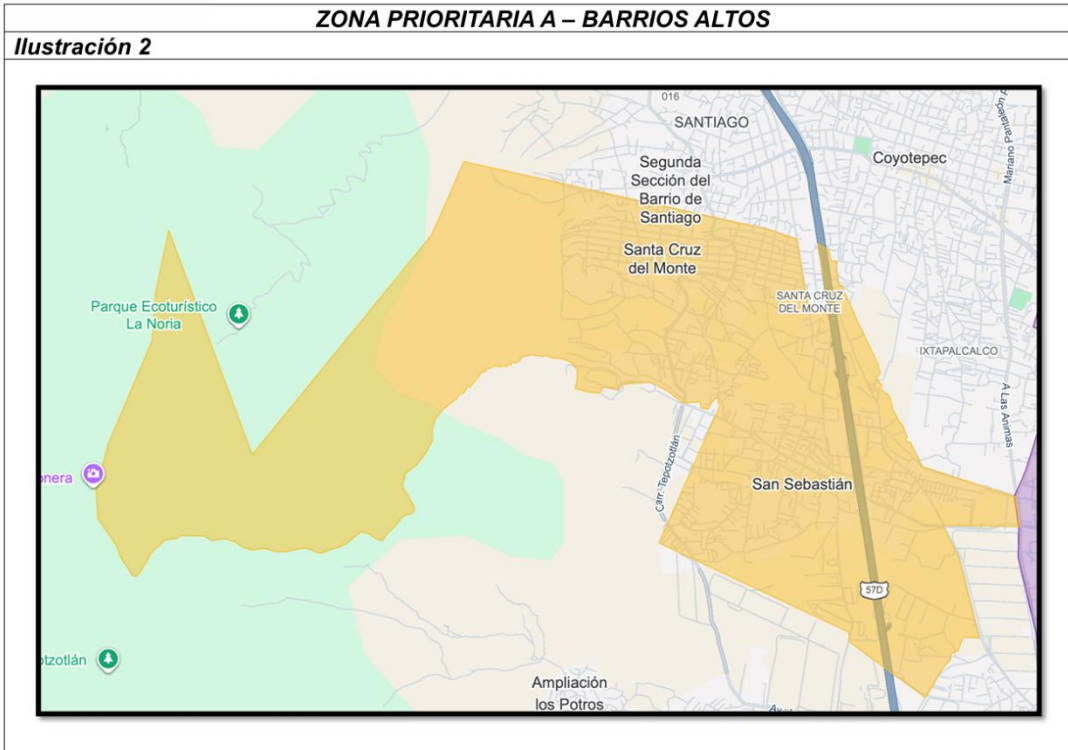 ZONA PRIORITARIA A – BARRIOS ALTOS
Ilustración 2
016
SANTIAGO
Coyotepec
Segunda
Sección del
Barrio de
Santiago
Santa Cruz
del Monte
Parque Ecoturístico
La Noria
SANTA CRUZ
DEL MONTE
IXTAPALCALCO
A Las Animas
onera
Carr. Tepotzotlán
San Sebastián
57D
otzotlán
Ampliación
los Potros